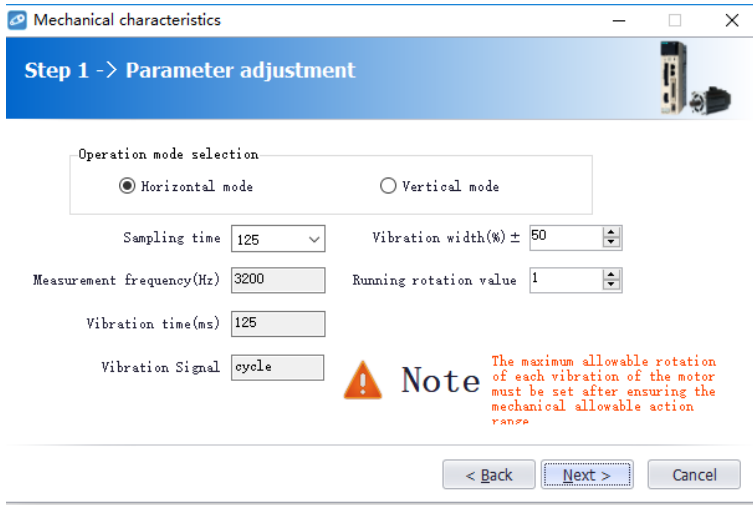 Mechanical characteristics
Step 1 -> Parameter adjustment
Operation mode selection
Horizontal mode
Vertical mode
Sampling time 125
Vibration width(%) ± 50
Measurement frequency(Hz) 3200
Running rotation value 1
Vibration time(ms) 125
Vibration Signal cycle
Note
The maximum allowable rotation
of each vibration of the motor
must be set after ensuring the
mechanical allowable action
range
< Back
Next >
Cancel